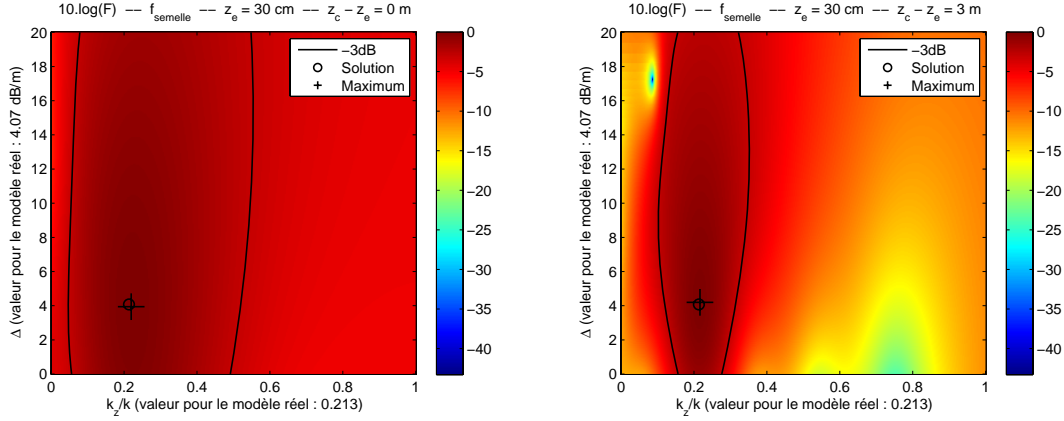 10.log(F) −− f_semelle −− z_e = 30 cm −− z_c − z_e = 0 m
20
18
16
14
12
10
8
6
4
2
0
Δ (valeur pour le modèle réel : 4.07 dB/m)
−3dB
Solution
Maximum
0
−5
−10
−15
−20
−25
−30
−35
−40
0 0.2 0.4 0.6 0.8 1
k_z/k (valeur pour le modèle réel : 0.213)
10.log(F) −− f_semelle −− z_e = 30 cm −− z_c − z_e = 3 m
20
18
16
14
12
10
8
6
4
2
0
Δ (valeur pour le modèle réel : 4.07 dB/m)
−3dB
Solution
Maximum
0
−5
−10
−15
−20
−25
−30
−35
−40
0 0.2 0.4 0.6 0.8 1
k_z/k (valeur pour le modèle réel : 0.213)